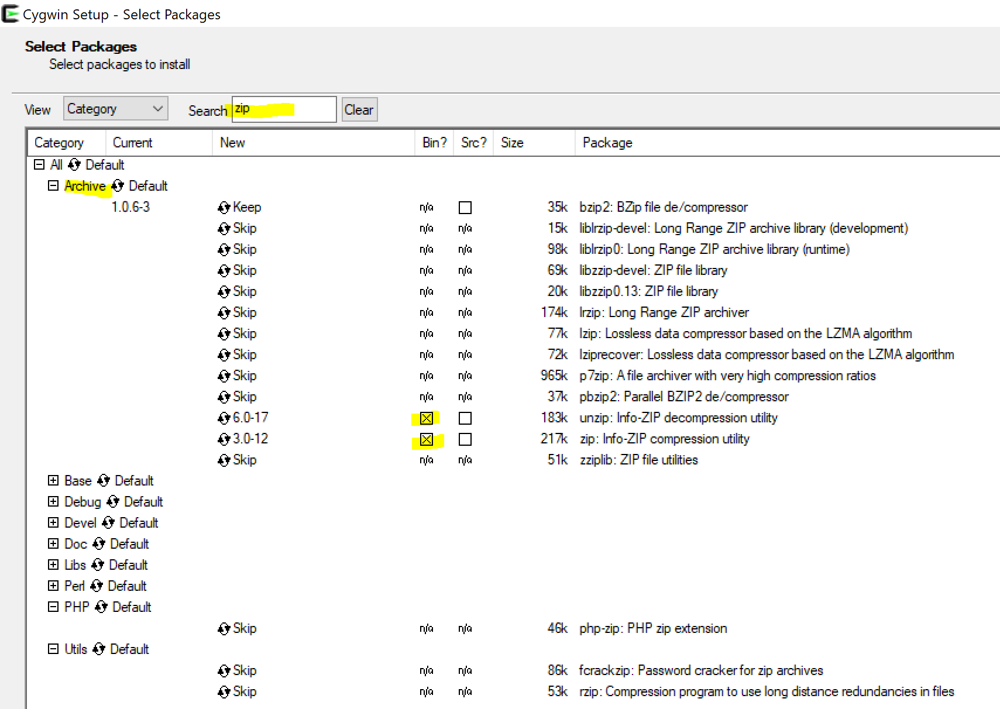 Cygwin Setup - Select Packages
Select Packages
Select packages to install
View Category Search zip Clear
Category Current New Bin? Src? Size Package
All Default
Archive Default
1.0.6-3 Keep n/a 35k bzip2: BZip file de/compressor
Skip n/a n/a 15k liblrzip-devel: Long Range ZIP archive library (development)
Skip n/a n/a 98k liblrzip0: Long Range ZIP archive library (runtime)
Skip n/a n/a 69k libzzip-devel: ZIP file library
Skip n/a n/a 20k libzzip0.13: ZIP file library
Skip n/a n/a 174k lrzip: Long Range ZIP archiver
Skip n/a n/a 77k lzip: Lossless data compressor based on the LZMA algorithm
Skip n/a n/a 72k lziprecover: Lossless data compressor based on the LZMA algorithm
Skip n/a n/a 965k p7zip: A file archiver with very high compression ratios
Skip n/a n/a 37k pbzip2: Parallel BZIP2 de/compressor
6.0-17 183k unzip: Info-ZIP decompression utility
3.0-12 217k zip: Info-ZIP compression utility
Skip n/a n/a 51k zziplib: ZIP file utilities
Base Default
Debug Default
Devel Default
Doc Default
Libs Default
Perl Default
PHP Default
Skip n/a n/a 46k php-zip: PHP zip extension
Utils Default
Skip n/a n/a 86k fcrackzip: Password cracker for zip archives
Skip n/a n/a 53k rzip: Compression program to use long distance redundancies in files